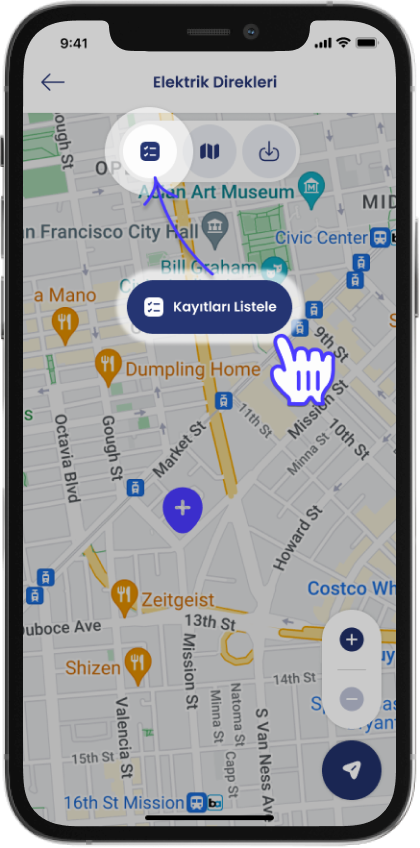 9:41
Elektrik Direkleri
ough St
OP
Asian Art Museum
MID
n Francisco City Hall
Civic Center
Bill Graham
a Mano
Kayıtları Listele
9th St
Dumpling Home
11th St
Mission St
10th St
Minna St
Octavia Blvd
Gough St
Market St
s
Howard St
Zeitgeist
Costco Wh
uboce Ave
13th St
Mission St
Shizen
uy
14th St
Natoma St
Minna St
Capp St
S Van Ness Av
Valencia St
15th St
16th St Mission